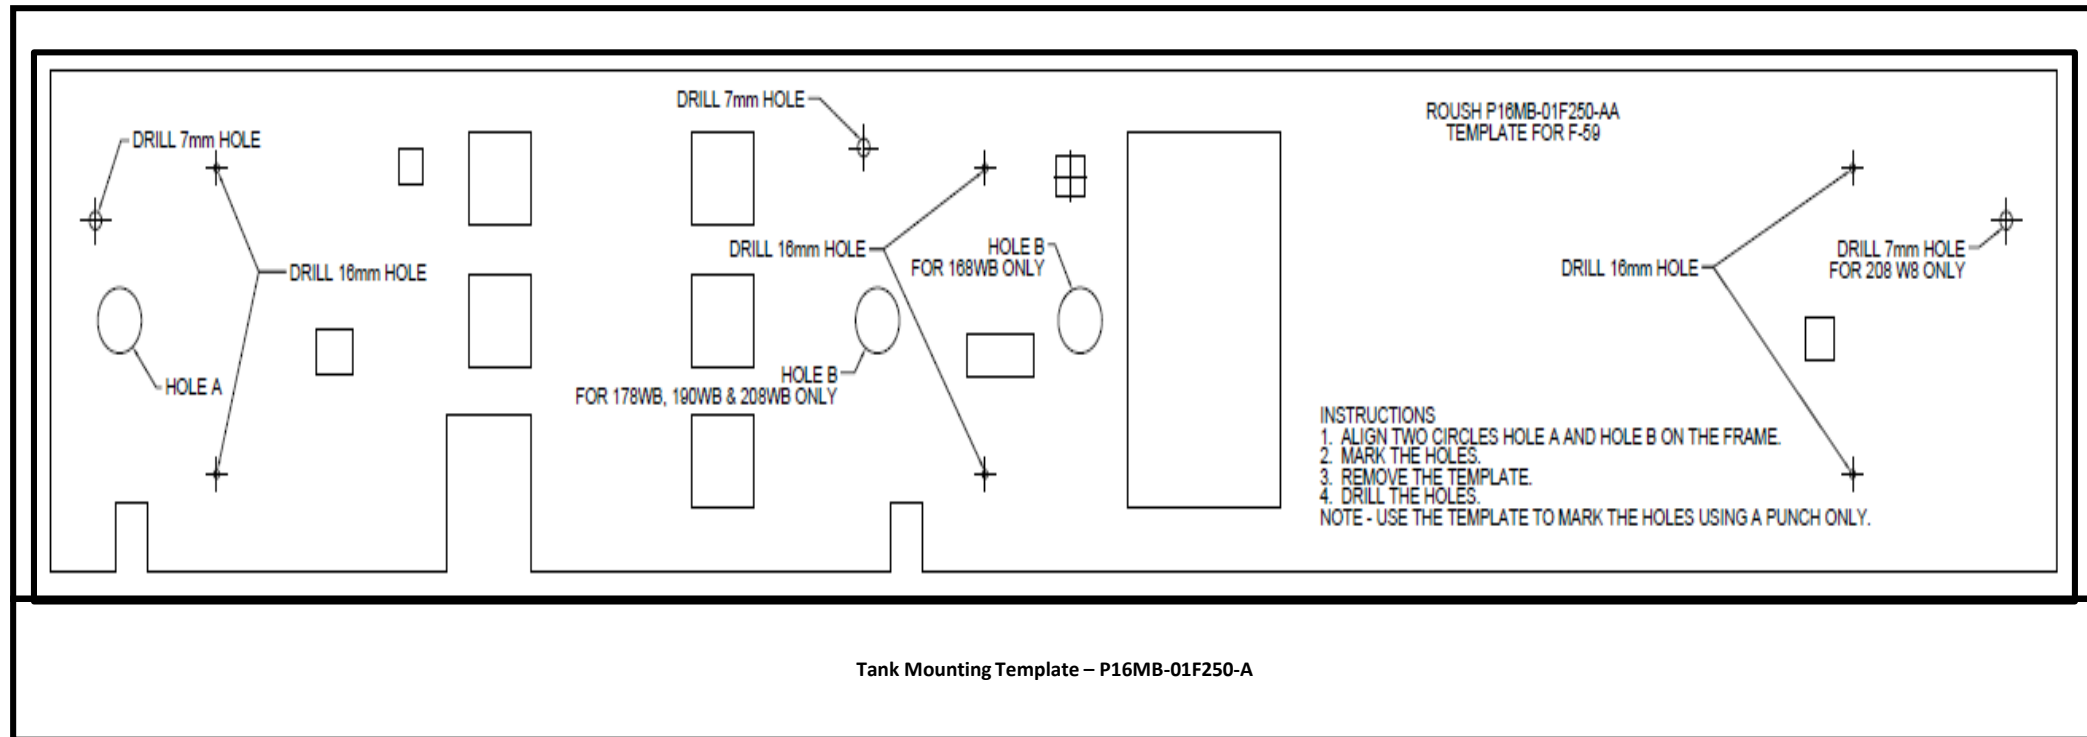 DRILL 7mm HOLE
ROUSH P16MB-01F250-AA
TEMPLATE FOR F-59
DRILL 7mm HOLE
DRILL 16mm HOLE
DRILL 16mm HOLE
HOLE B
FOR 168WB ONLY
DRILL 16mm HOLE
DRILL 7mm HOLE
FOR 208 W8 ONLY
HOLE A
HOLE B
FOR 178WB, 190WB & 208WB ONLY
INSTRUCTIONS
1. ALIGN TWO CIRCLES HOLE A AND HOLE B ON THE FRAME.
2. MARK THE HOLES.
3. REMOVE THE TEMPLATE.
4. DRILL THE HOLES.
NOTE - USE THE TEMPLATE TO MARK THE HOLES USING A PUNCH ONLY.
Tank Mounting Template – P16MB-01F250-A